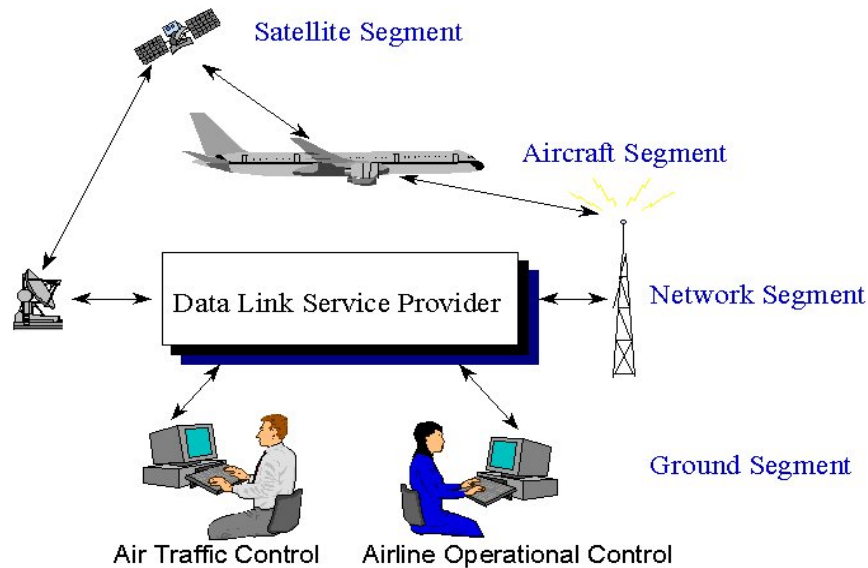 Satellite Segment
Aircraft Segment
Data Link Service Provider
Network Segment
Ground Segment
Air Traffic Control
Airline Operational Control